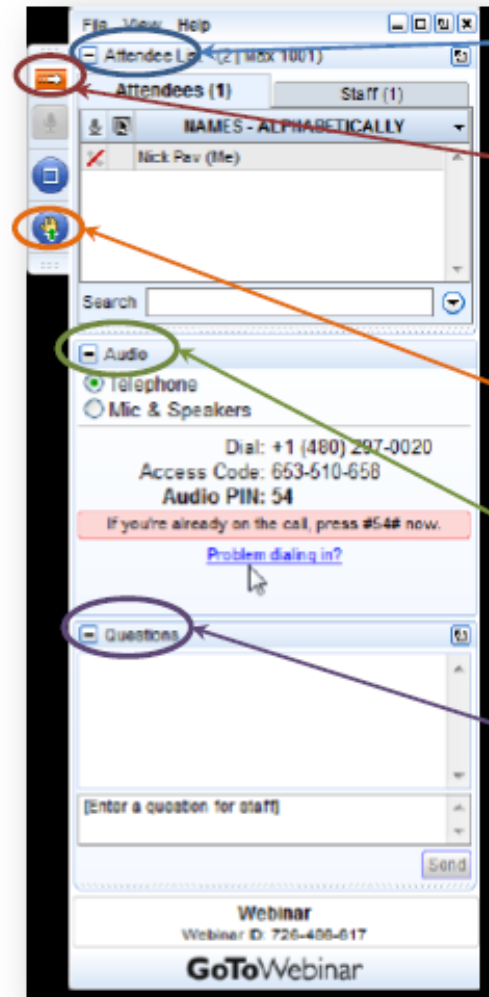 File View Help
Attendee List (2 | Max 1001)
Attendees (1)
Staff (1)
NAMES - ALPHABETICALLY
Nick Pav (Me)
Search
Audio
Telephone
Mic & Speakers
Dial: +1 (480) 297-0020
Access Code: 653-510-658
Audio PIN: 54
If you're already on the call, press #54# now.
Problem dialing in?
Questions
[Enter a question for staff]
Send
Webinar
Webinar ID: 726-486-617
GoToWebinar